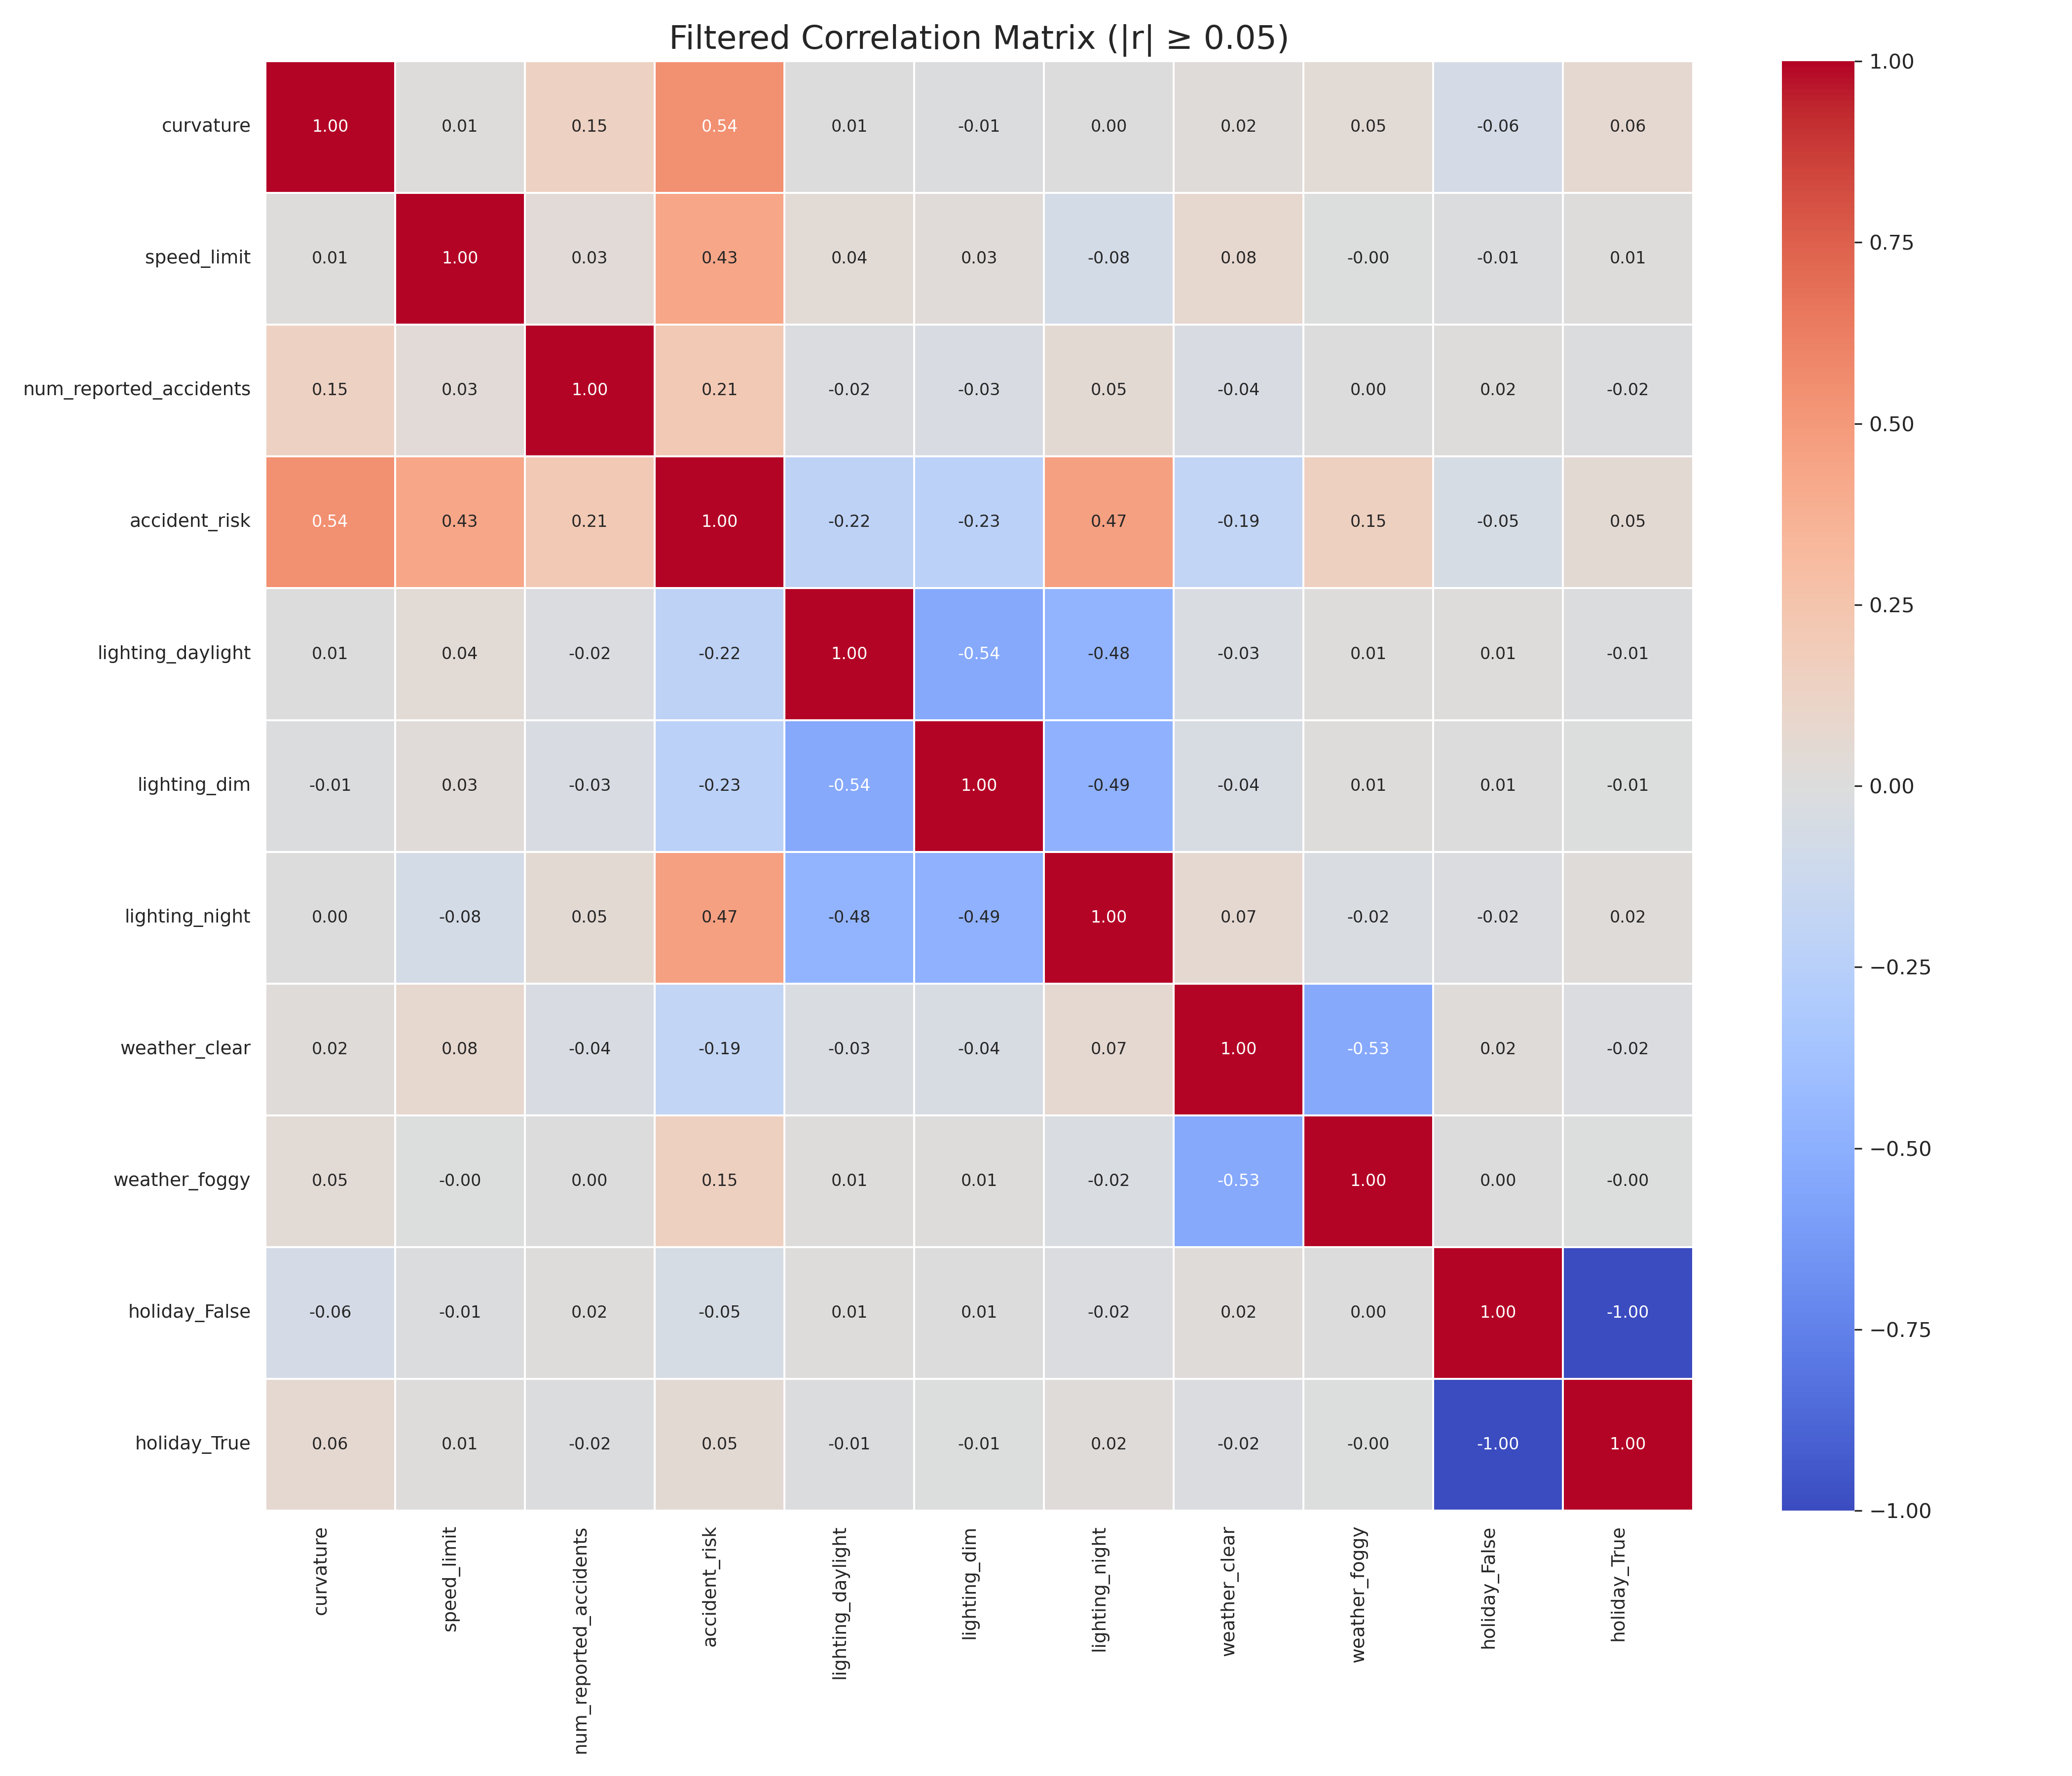 Filtered Correlation Matrix (|r| ≥ 0.05)
curvature 1.00 0.01 0.15 0.54 0.01 -0.01 0.00 0.02 0.05 -0.06 0.06
speed_limit 0.01 1.00 0.03 0.43 0.04 0.03 -0.08 0.08 -0.00 -0.01 0.01
num_reported_accidents 0.15 0.03 1.00 0.21 -0.02 -0.03 0.05 -0.04 0.00 0.02 -0.02
accident_risk 0.54 0.43 0.21 1.00 -0.22 -0.23 0.47 -0.19 0.15 -0.05 0.05
lighting_daylight 0.01 0.04 -0.02 -0.22 1.00 -0.54 -0.48 -0.03 0.01 0.01 -0.01
lighting_dim -0.01 0.03 -0.03 -0.23 -0.54 1.00 -0.49 -0.04 0.01 0.01 -0.01
lighting_night 0.00 -0.08 0.05 0.47 -0.48 -0.49 1.00 0.07 -0.02 -0.02 0.02
weather_clear 0.02 0.08 -0.04 -0.19 -0.03 -0.04 0.07 1.00 -0.53 0.02 -0.02
weather_foggy 0.05 -0.00 0.00 0.15 0.01 0.01 -0.02 -0.53 1.00 0.00 -0.00
holiday_False -0.06 -0.01 0.02 -0.05 0.01 0.01 -0.02 0.02 0.00 1.00 -1.00
holiday_True 0.06 0.01 -0.02 0.05 -0.01 -0.01 0.02 -0.02 -0.00 -1.00 1.00
curvature
speed_limit
num_reported_accidents
accident_risk
lighting_daylight
lighting_dim
lighting_night
weather_clear
weather_foggy
holiday_False
holiday_True
1.00
0.75
0.50
0.25
0.00
−0.25
−0.50
−0.75
−1.00